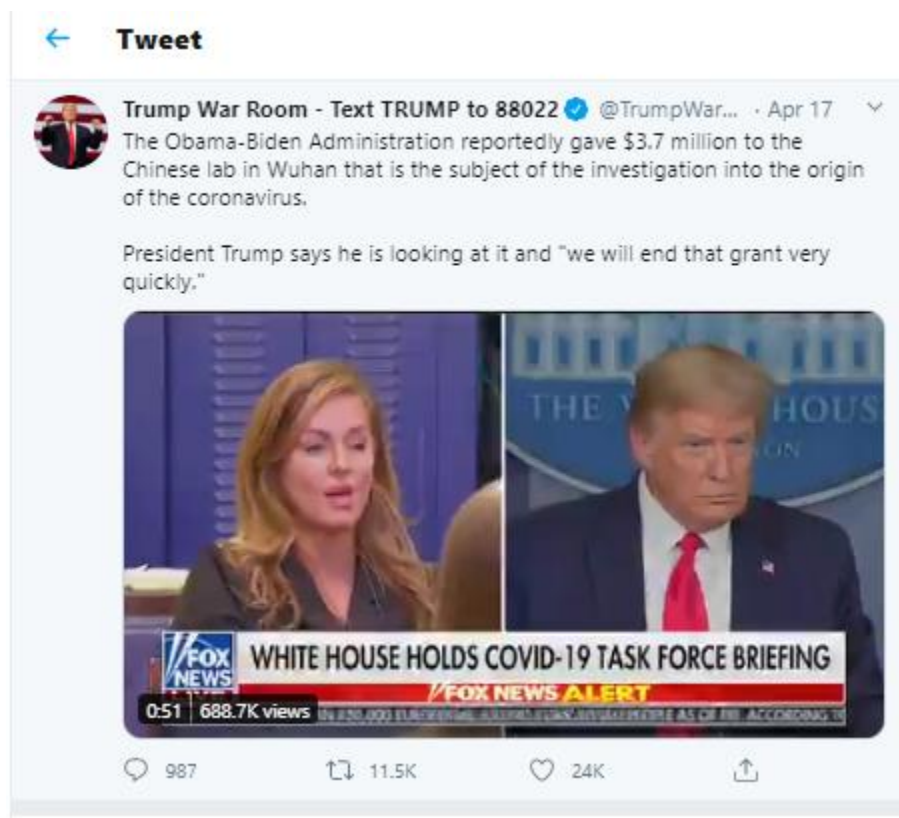 Tweet
Trump War Room - Text TRUMP to 88022 @TrumpWar... · Apr 17
The Obama-Biden Administration reportedly gave $3.7 million to the
Chinese lab in Wuhan that is the subject of the investigation into the origin
of the coronavirus.
President Trump says he is looking at it and "we will end that grant very
quickly."
THE HOUS
ON
FOX
NEWS
WHITE HOUSE HOLDS COVID-19 TASK FORCE BRIEFING
FOX NEWS ALERT
0:51 688.7K views
AS OF ACCORDING
987 11.5K 24K